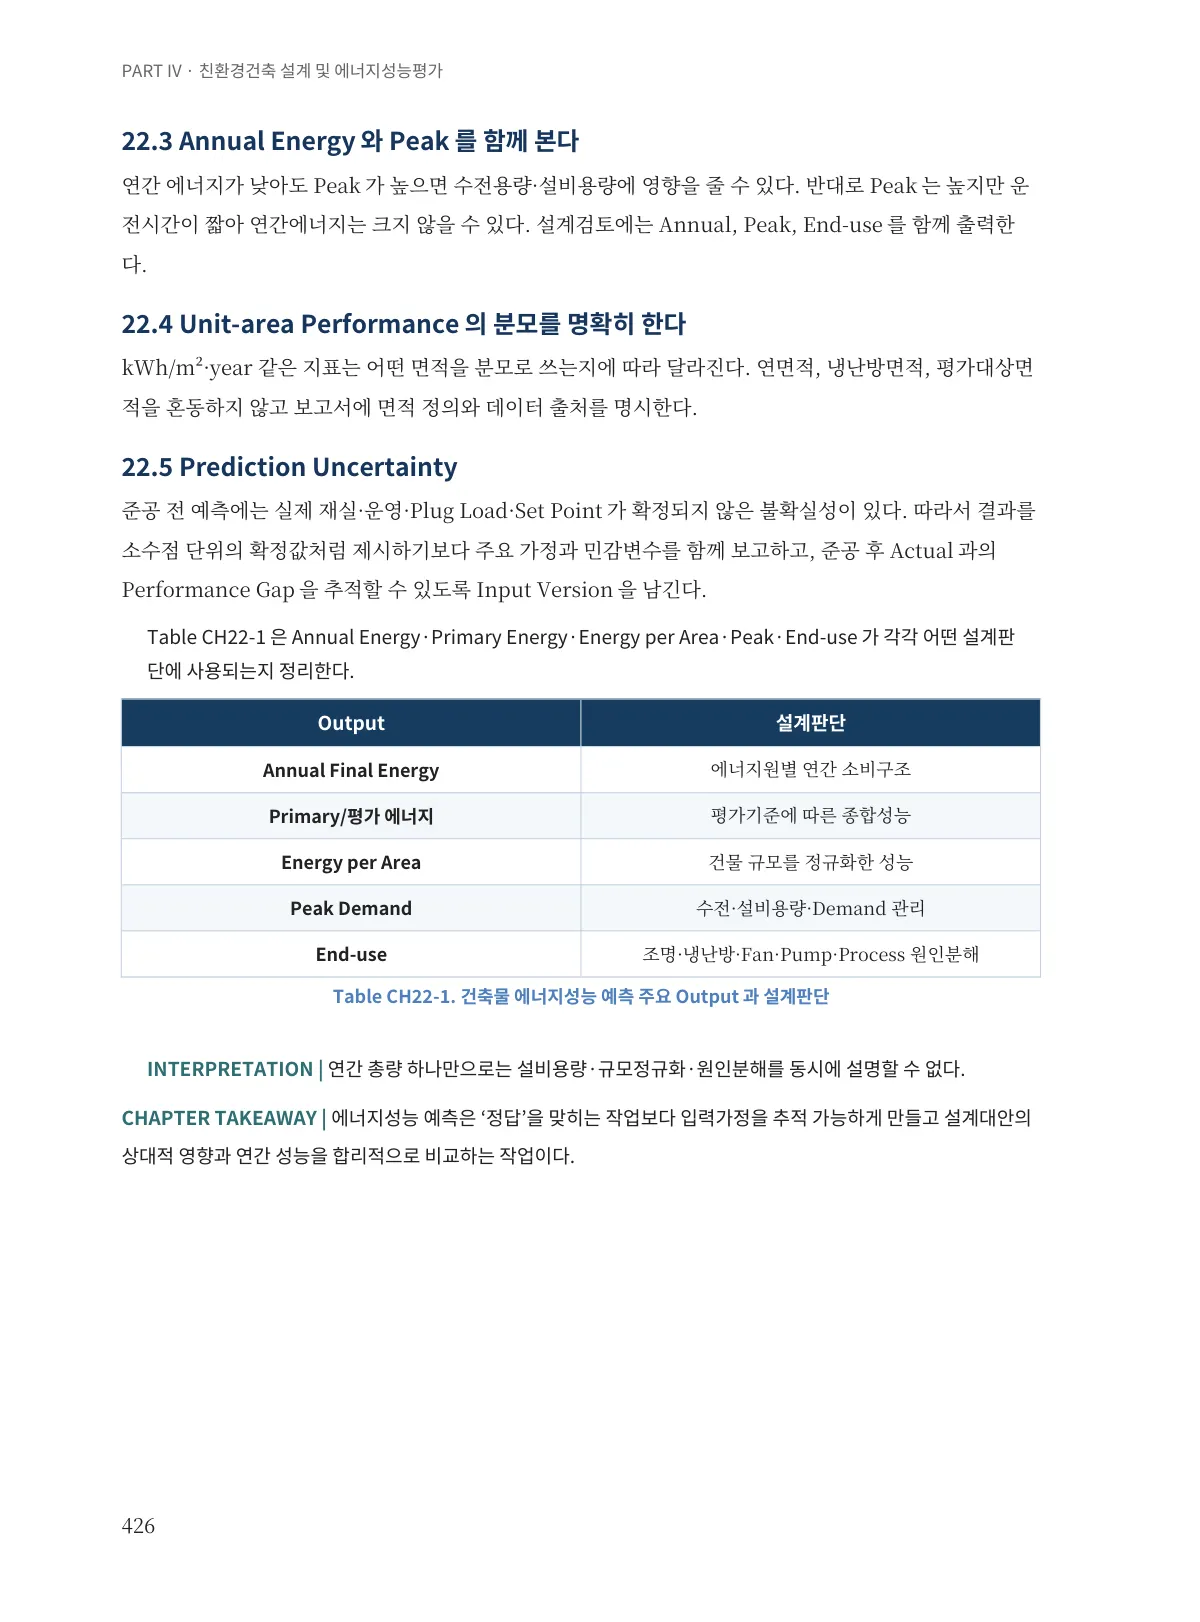 PART IV · 친환경건축 설계 및 에너지성능평가
22.3 Annual Energy 와 Peak 를 함께 본다
연간 에너지가 낮아도 Peak 가 높으면 수전용량·설비용량에 영향을 줄 수 있다. 반대로 Peak 는 높지만 운
전시간이 짧아 연간에너지는 크지 않을 수 있다. 설계검토에는 Annual, Peak, End-use 를 함께 출력한
다.
22.4 Unit-area Performance 의 분모를 명확히 한다
kWh/m²·year 같은 지표는 어떤 면적을 분모로 쓰는지에 따라 달라진다. 연면적, 냉난방면적, 평가대상면
적을 혼동하지 않고 보고서에 면적 정의와 데이터 출처를 명시한다.
22.5 Prediction Uncertainty
준공 전 예측에는 실제 재실·운영·Plug Load·Set Point 가 확정되지 않은 불확실성이 있다. 따라서 결과를
소수점 단위의 확정값처럼 제시하기보다 주요 가정과 민감변수를 함께 보고하고, 준공 후 Actual 과의
Performance Gap 을 추적할 수 있도록 Input Version 을 남긴다.
Table CH22-1 은 Annual Energy·Primary Energy·Energy per Area·Peak·End-use 가 각각 어떤 설계판
단에 사용되는지 정리한다.
Output 설계판단
Annual Final Energy 에너지원별 연간 소비구조
Primary/평가 에너지 평가기준에 따른 종합성능
Energy per Area 건물 규모를 정규화한 성능
Peak Demand 수전·설비용량·Demand 관리
End-use 조명·냉난방·Fan·Pump·Process 원인분해
Table CH22-1. 건축물 에너지성능 예측 주요 Output 과 설계판단
INTERPRETATION | 연간 총량 하나만으로는 설비용량·규모정규화·원인분해를 동시에 설명할 수 없다.
CHAPTER TAKEAWAY | 에너지성능 예측은 ‘정답’을 맞히는 작업보다 입력가정을 추적 가능하게 만들고 설계대안의
상대적 영향과 연간 성능을 합리적으로 비교하는 작업이다.
426